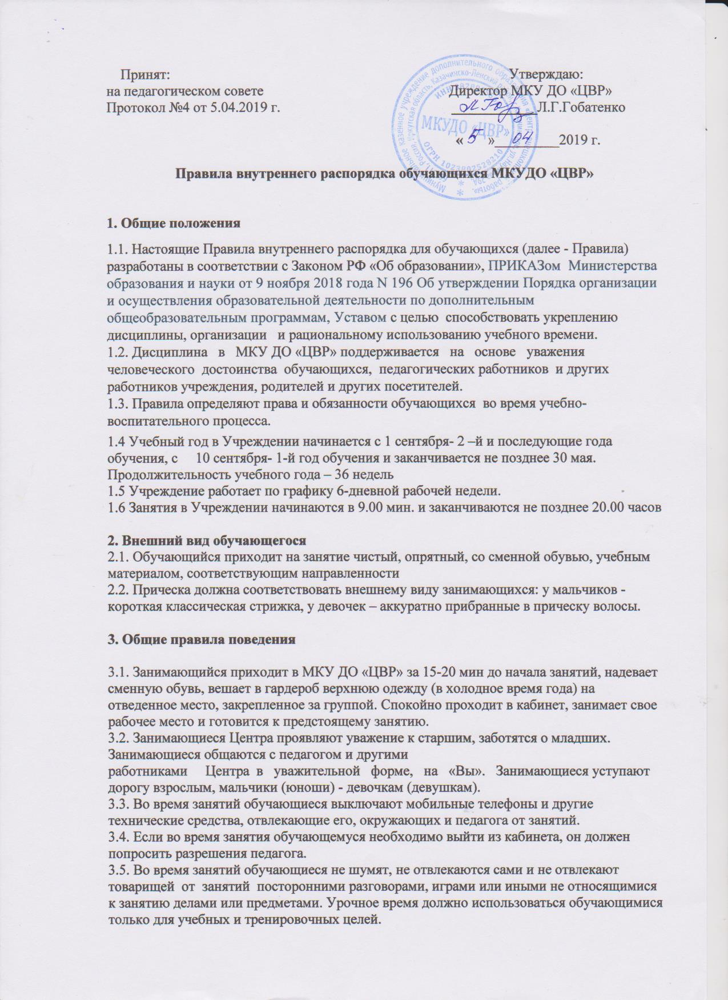 Принят:
Утверждаю:
на педагогическом совете
Директор МКУ ДО «ЦВР»
Протокол №4 от 5.04.2019 г.
Л.Г.Гобатенко
« 5 » 04 2019 г.
МКУДО «ЦВР»
ОГРН 1023802528210
Правила внутреннего распорядка обучающихся МКУДО «ЦВР»
1. Общие положения
1.1. Настоящие Правила внутреннего распорядка для обучающихся (далее - Правила)
разработаны в соответствии с Законом РФ «Об образовании», ПРИКАЗом Министерства
образования и науки от 9 ноября 2018 года N 196 Об утверждении Порядка организации
и осуществления образовательной деятельности по дополнительным
общеобразовательным программам, Уставом с целью способствовать укреплению
дисциплины, организации и рациональному использованию учебного времени.
1.2. Дисциплина в МКУ ДО «ЦВР» поддерживается на основе уважения
человеческого достоинства обучающихся, педагогических работников и других
работников учреждения, родителей и других посетителей.
1.3. Правила определяют права и обязанности обучающихся во время учебно-
воспитательного процесса.
1.4 Учебный год в Учреждении начинается с 1 сентября- 2 –й и последующие года
обучения, с 10 сентября- 1-й год обучения и заканчивается не позднее 30 мая.
Продолжительность учебного года – 36 недель
1.5 Учреждение работает по графику 6-дневной рабочей недели.
1.6 Занятия в Учреждении начинаются в 9.00 мин. и заканчиваются не позднее 20.00 часов
2. Внешний вид обучающегося
2.1. Обучающийся приходит на занятие чистый, опрятный, со сменной обувью, учебным
материалом, соответствующим направленности
2.2. Прическа должна соответствовать внешнему виду занимающихся: у мальчиков -
короткая классическая стрижка, у девочек – аккуратно прибранные в прическу волосы.
3. Общие правила поведения
3.1. Занимающийся приходит в МКУ ДО «ЦВР» за 15-20 мин до начала занятий, надевает
сменную обувь, вешает в гардероб верхнюю одежду (в холодное время года) на
отведенное место, закрепленное за группой. Спокойно проходит в кабинет, занимает свое
рабочее место и готовится к предстоящему занятию.
3.2. Занимающиеся Центра проявляют уважение к старшим, заботятся о младших.
Занимающиеся общаются с педагогом и другими
работниками Центра в уважительной форме, на «Вы». Занимающиеся уступают
дорогу взрослым, мальчики (юноши) - девочкам (девушкам).
3.3. Во время занятий обучающиеся выключают мобильные телефоны и другие
технические средства, отвлекающие его, окружающих и педагога от занятий.
3.4. Если во время занятия обучающемуся необходимо выйти из кабинета, он должен
попросить разрешения педагога.
3.5. Во время занятий обучающиеся не шумят, не отвлекаются сами и не отвлекают
товарищей от занятий посторонними разговорами, играми или иными не относящимися
к занятию делами или предметами. Урочное время должно использоваться обучающимися
только для учебных и тренировочных целей.